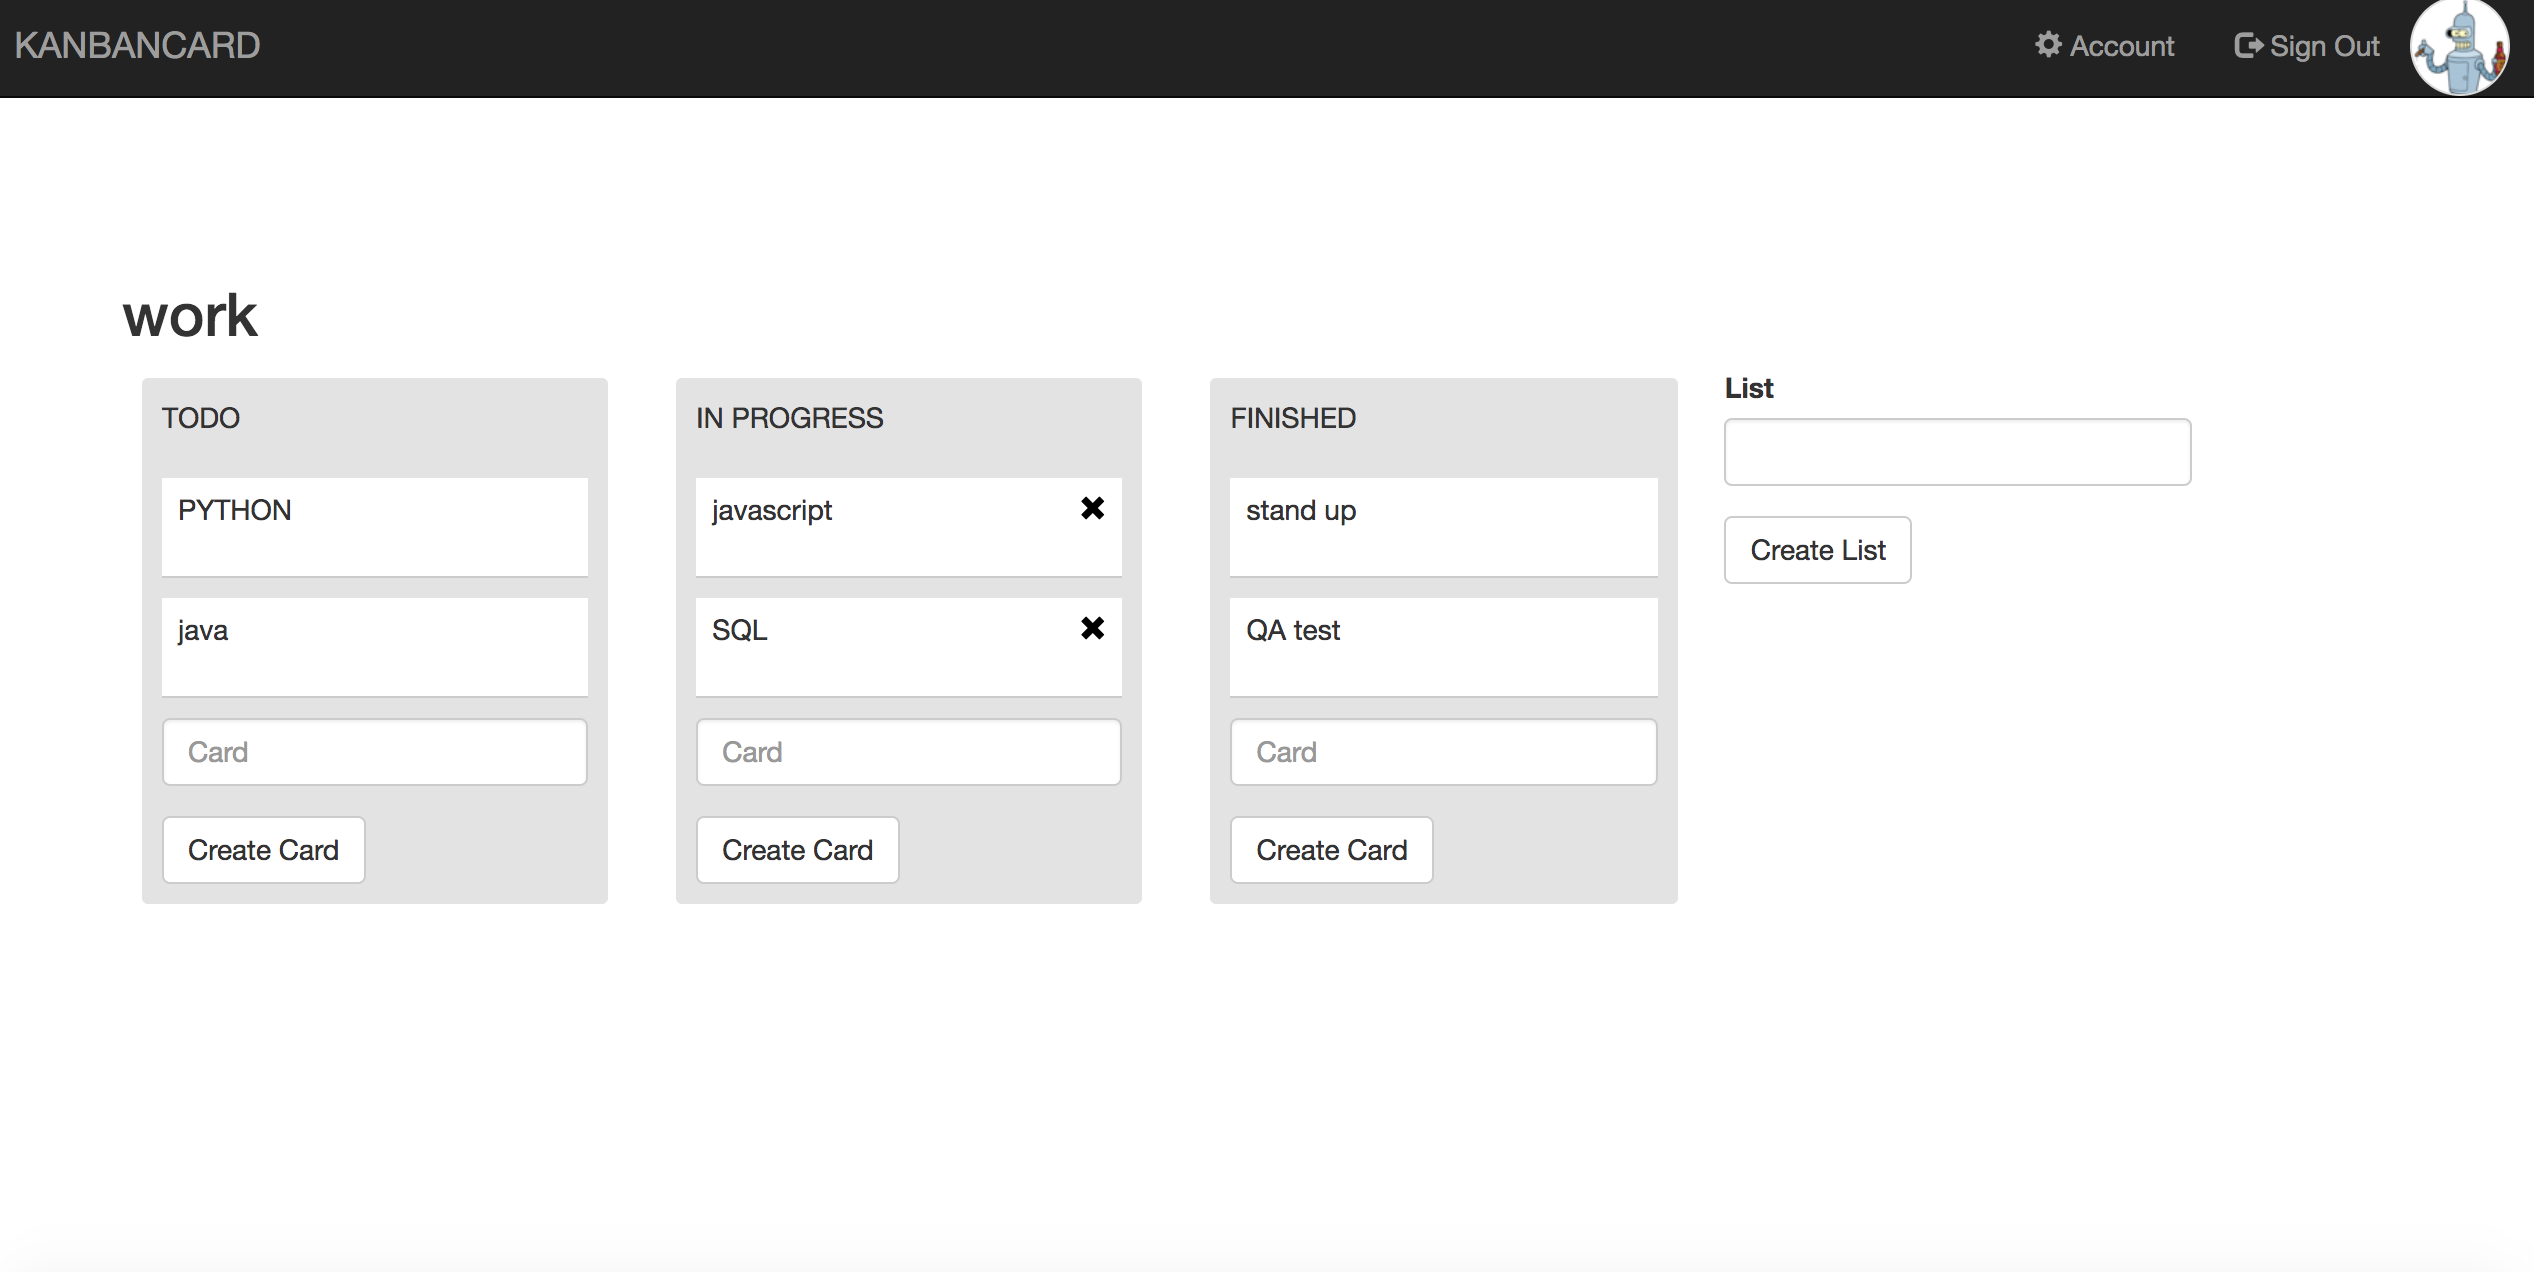 KANBANCARD
Account
Sign Out
work
TODO
PYTHON
java
Card
Create Card
IN PROGRESS
javascript
SQL
Card
Create Card
FINISHED
stand up
QA test
Card
Create Card
List
Create List